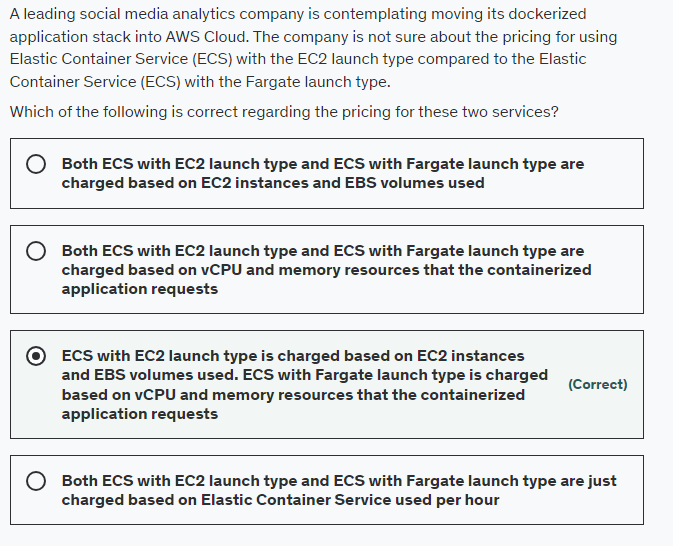 A leading social media analytics company is contemplating moving its dockerized
application stack into AWS Cloud. The company is not sure about the pricing for using
Elastic Container Service (ECS) with the EC2 launch type compared to the Elastic
Container Service (ECS) with the Fargate launch type.
Which of the following is correct regarding the pricing for these two services?
Both ECS with EC2 launch type and ECS with Fargate launch type are
charged based on EC2 instances and EBS volumes used
Both ECS with EC2 launch type and ECS with Fargate launch type are
charged based on vCPU and memory resources that the containerized
application requests
ECS with EC2 launch type is charged based on EC2 instances
and EBS volumes used. ECS with Fargate launch type is charged
based on vCPU and memory resources that the containerized
application requests
(Correct)
Both ECS with EC2 launch type and ECS with Fargate launch type are just
charged based on Elastic Container Service used per hour